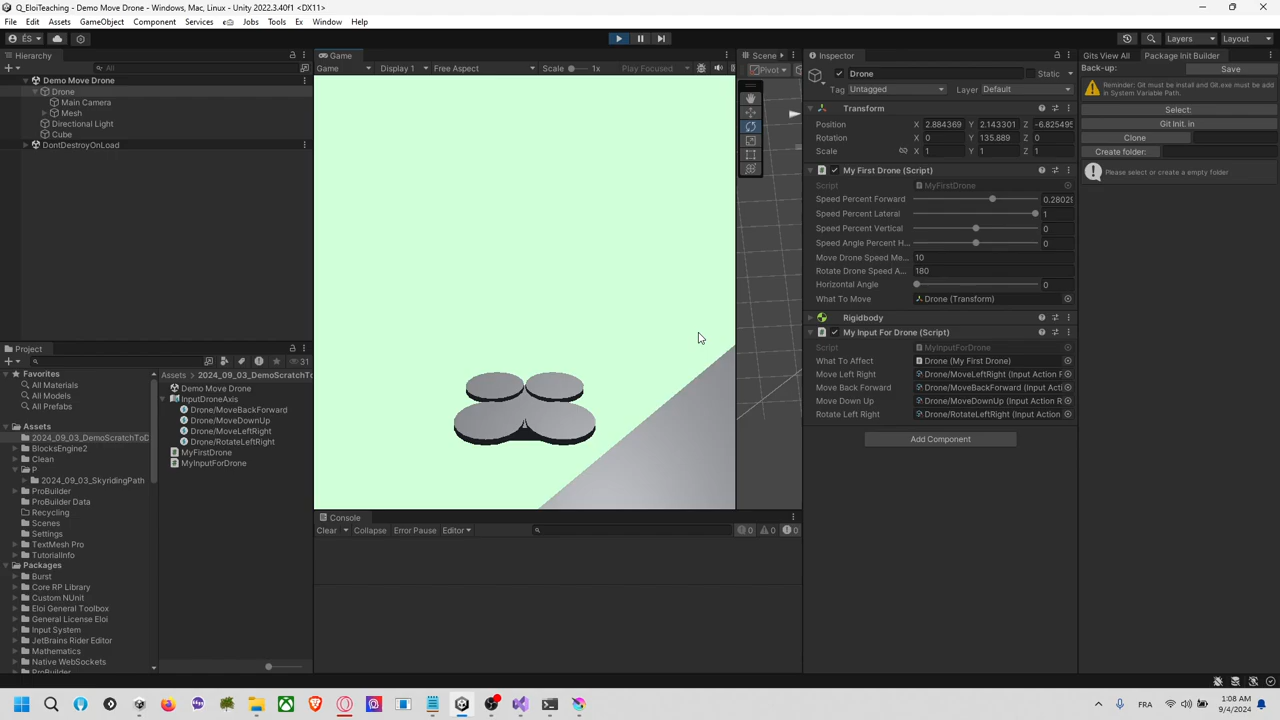 Q_EloiTeaching - Demo Move Drone - Windows, Mac, Linux - Unity 2022.3.40f1 <DX11>
File Edit Assets GameObject Component Services Jobs Tools Es Window Help
ÉS Layers Layout
Hierarchy
All
Demo Move Drone
Drone
Main Camera
Mesh
Directional Light
Cube
DontDestroyOnLoad
Game
Game Display 1 Free Aspect Scale 1x Play Focused
Scene
Pivot
Inspector
Drone Static
Tag Untagged Layer Default
Transform
Position X 2.884369 Y 2.143301 Z -6.825495
Rotation X 0 Y 135.889 Z 0
Scale X 1 Y 1 Z 1
My First Drone (Script)
Script MyFirstDrone
Speed Percent Forward 0.28029
Speed Percent Lateral 1
Speed Percent Vertical 0
Speed Angle Percent H... 0
Move Drone Speed Me... 10
Rotate Drone Speed A... 180
Horizontal Angle 0
What To Move Drone (Transform)
Rigidbody
My Input For Drone (Script)
Script MyInputForDrone
What To Affect Drone (My First Drone)
Move Left Right Drone/MoveLeftRight (Input Action F
Move Back Forward Drone/MoveBackForward (Input Acti
Move Down Up Drone/MoveDownUp (Input Action R
Rotate Left Right Drone/RotateLeftRight (Input Action
Add Component
Gits View All Package Init Builder
Back-up: Save
Reminder: Git must be install and Git.exe must be add in System Variable Path.
Select:
Git Init. in
Clone
Create folder:
Please select or create a empty folder
Project
31
Favorites
All Materials
All Models
All Prefabs
Assets
2024_09_03_DemoScratchToD
BlocksEngine2
Clean
P
2024_09_03_SkyridingPath
ProBuilder
ProBuilder Data
Recycling
Scenes
Settings
TextMesh Pro
TutorialInfo
Packages
Burst
Core RP Library
Custom NUnit
Eloi General Toolbox
General License Eloi
Input System
JetBrains Rider Editor
Mathematics
Native WebSockets
ProBuilder
Assets 2024_09_03_DemoScratchTo
Demo Move Drone
InputDroneAxis
Drone/MoveBackForward
Drone/MoveDownUp
Drone/MoveLeftRight
Drone/RotateLeftRight
MyFirstDrone
MyInputForDrone
Console
Clear Collapse Error Pause Editor 0 0 0
FRA
1:08 AM
9/4/2024